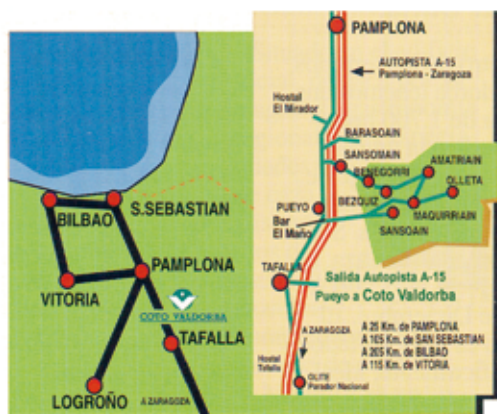 BILBAO
S.SEBASTIAN
VITORIA
PAMPLONA
COTO VALDORBA
TAFALLA
LOGROÑO
A ZARAGOZA
PAMPLONA
AUTOPISTA A-15
Pamplona - Zaragoza
Hostal
El Mirador
BARASOAIN
SANSOMAIN
BENEGORRI
AMATRIAIN
OLLETA
BEZQUIZ
PUEYO
MAQUIRRIAIN
Bar
El Maño
SANSOAIN
TAFALLA
Salida Autopista A-15
Pueyo a Coto Valdorba
A ZARAGOZA
A 25 Km. de PAMPLONA
A 105 Km. de SAN SEBASTIAN
A 205 Km. de BILBAO
A 115 Km. de VITORIA
Hostal
Tafalla
OLITE
Parador Nacional